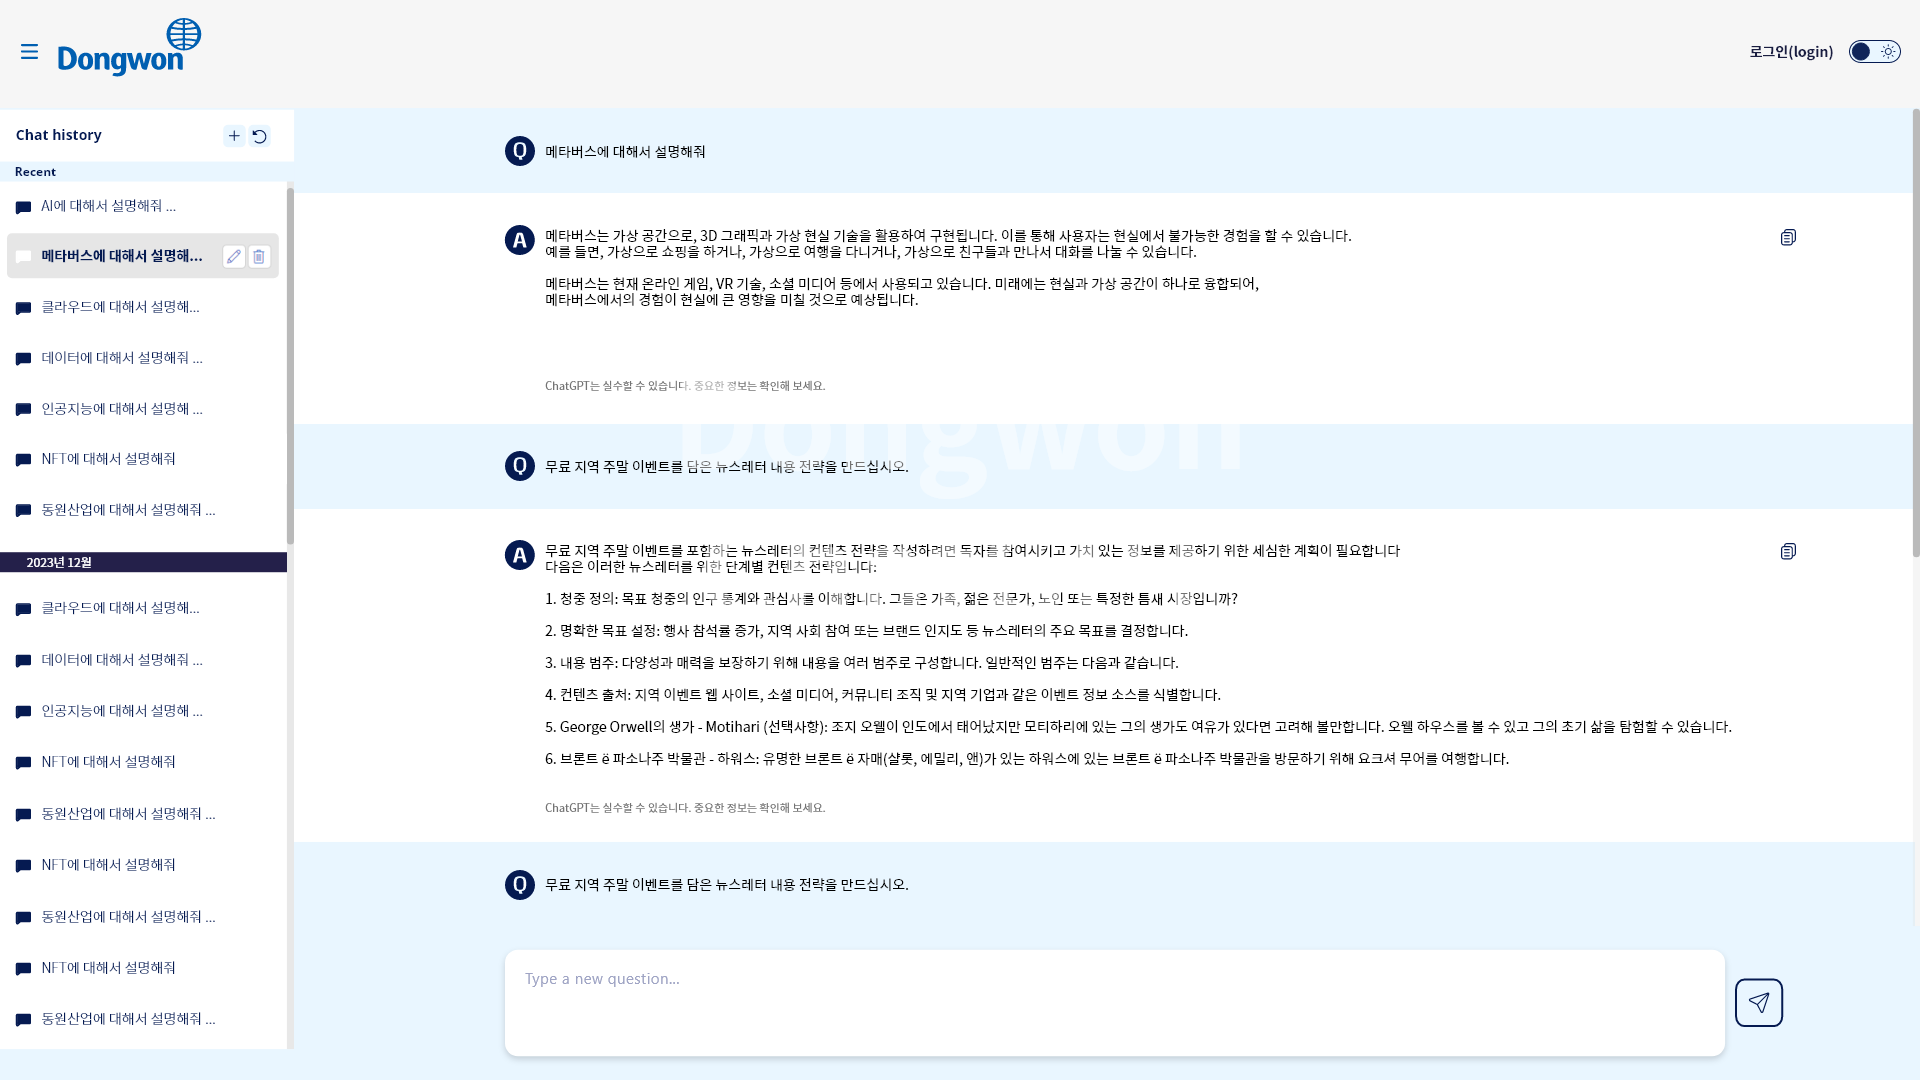 Dongwon
로그인(login)
Chat history
Recent
AI에 대해서 설명해줘 ...
메타버스에 대해서 설명해...
클라우드에 대해서 설명해...
데이터에 대해서 설명해줘 ...
인공지능에 대해서 설명해 ...
NFT에 대해서 설명해줘
동원산업에 대해서 설명해줘 ...
2023년 12월
클라우드에 대해서 설명해...
데이터에 대해서 설명해줘 ...
인공지능에 대해서 설명해 ...
NFT에 대해서 설명해줘
동원산업에 대해서 설명해줘 ...
NFT에 대해서 설명해줘
동원산업에 대해서 설명해줘 ...
NFT에 대해서 설명해줘
동원산업에 대해서 설명해줘 ...
Q 메타버스에 대해서 설명해줘
A 메타버스는 가상 공간으로, 3D 그래픽과 가상 현실 기술을 활용하여 구현됩니다. 이를 통해 사용자는 현실에서 불가능한 경험을 할 수 있습니다.
예를 들면, 가상으로 쇼핑을 하거나, 가상으로 여행을 다니거나, 가상으로 친구들과 만나서 대화를 나눌 수 있습니다.
메타버스는 현재 온라인 게임, VR 기술, 소셜 미디어 등에서 사용되고 있습니다. 미래에는 현실과 가상 공간이 하나로 융합되어,
메타버스에서의 경험이 현실에 큰 영향을 미칠 것으로 예상됩니다.
ChatGPT는 실수할 수 있습니다. 중요한 정보는 확인해 보세요.
Dongwon
Q 무료 지역 주말 이벤트를 담은 뉴스레터 내용 전략을 만드십시오.
A 무료 지역 주말 이벤트를 포함하는 뉴스레터의 컨텐츠 전략을 작성하려면 독자를 참여시키고 가치 있는 정보를 제공하기 위한 세심한 계획이 필요합니다
다음은 이러한 뉴스레터를 위한 단계별 컨텐츠 전략입니다:
1. 청중 정의: 목표 청중의 인구 통계와 관심사를 이해합니다. 그들은 가족, 젊은 전문가, 노인 또는 특정한 틈새 시장입니까?
2. 명확한 목표 설정: 행사 참석률 증가, 지역 사회 참여 또는 브랜드 인지도 등 뉴스레터의 주요 목표를 결정합니다.
3. 내용 범주: 다양성과 매력을 보장하기 위해 내용을 여러 범주로 구성합니다. 일반적인 범주는 다음과 같습니다.
4. 컨텐츠 출처: 지역 이벤트 웹 사이트, 소셜 미디어, 커뮤니티 조직 및 지역 기업과 같은 이벤트 정보 소스를 식별합니다.
5. George Orwell의 생가 - Motihari (선택사항): 조지 오웰이 인도에서 태어났지만 모티하리에 있는 그의 생가도 여유가 있다면 고려해 볼만합니다. 오웰 하우스를 볼 수 있고 그의 초기 삶을 탐험할 수 있습니다.
6. 브론트 ë 파소나주 박물관 - 하워스: 유명한 브론트 ë 자매(샬롯, 에밀리, 앤)가 있는 하워스에 있는 브론트 ë 파소나주 박물관을 방문하기 위해 요크셔 무어를 여행합니다.
ChatGPT는 실수할 수 있습니다. 중요한 정보는 확인해 보세요.
Q 무료 지역 주말 이벤트를 담은 뉴스레터 내용 전략을 만드십시오.
Type a new question...